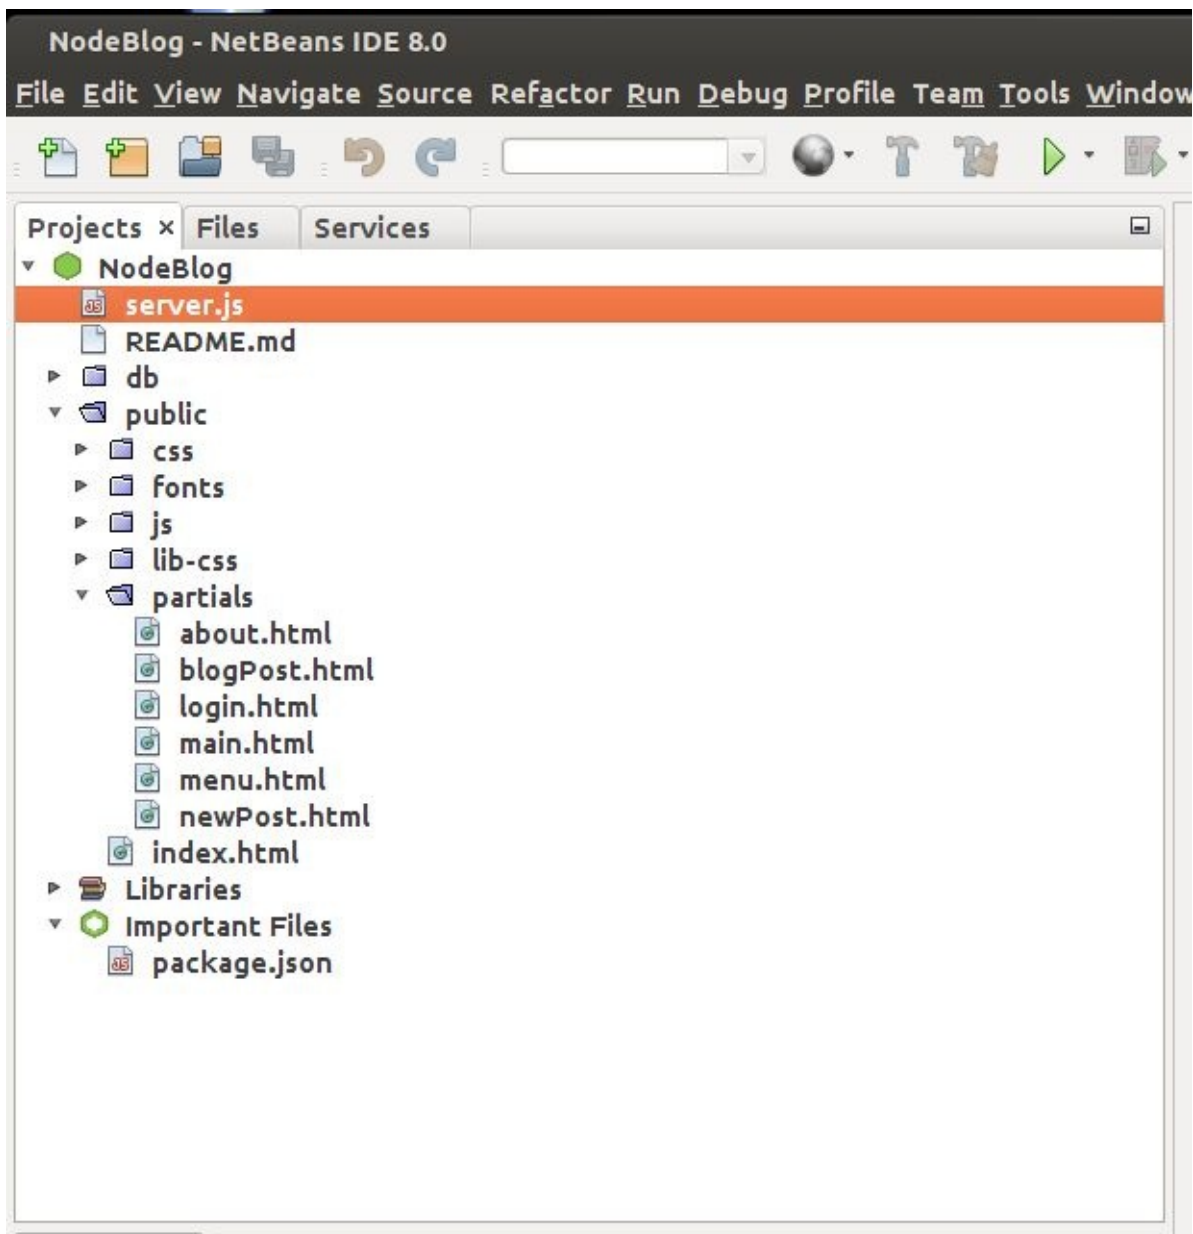 NodeBlog - NetBeans IDE 8.0
File Edit View Navigate Source Refactor Run Debug Profile Team Tools Window
Projects × Files Services
NodeBlog
server.js
README.md
db
public
css
fonts
js
lib-css
partials
about.html
blogPost.html
login.html
main.html
menu.html
newPost.html
index.html
Libraries
Important Files
package.json